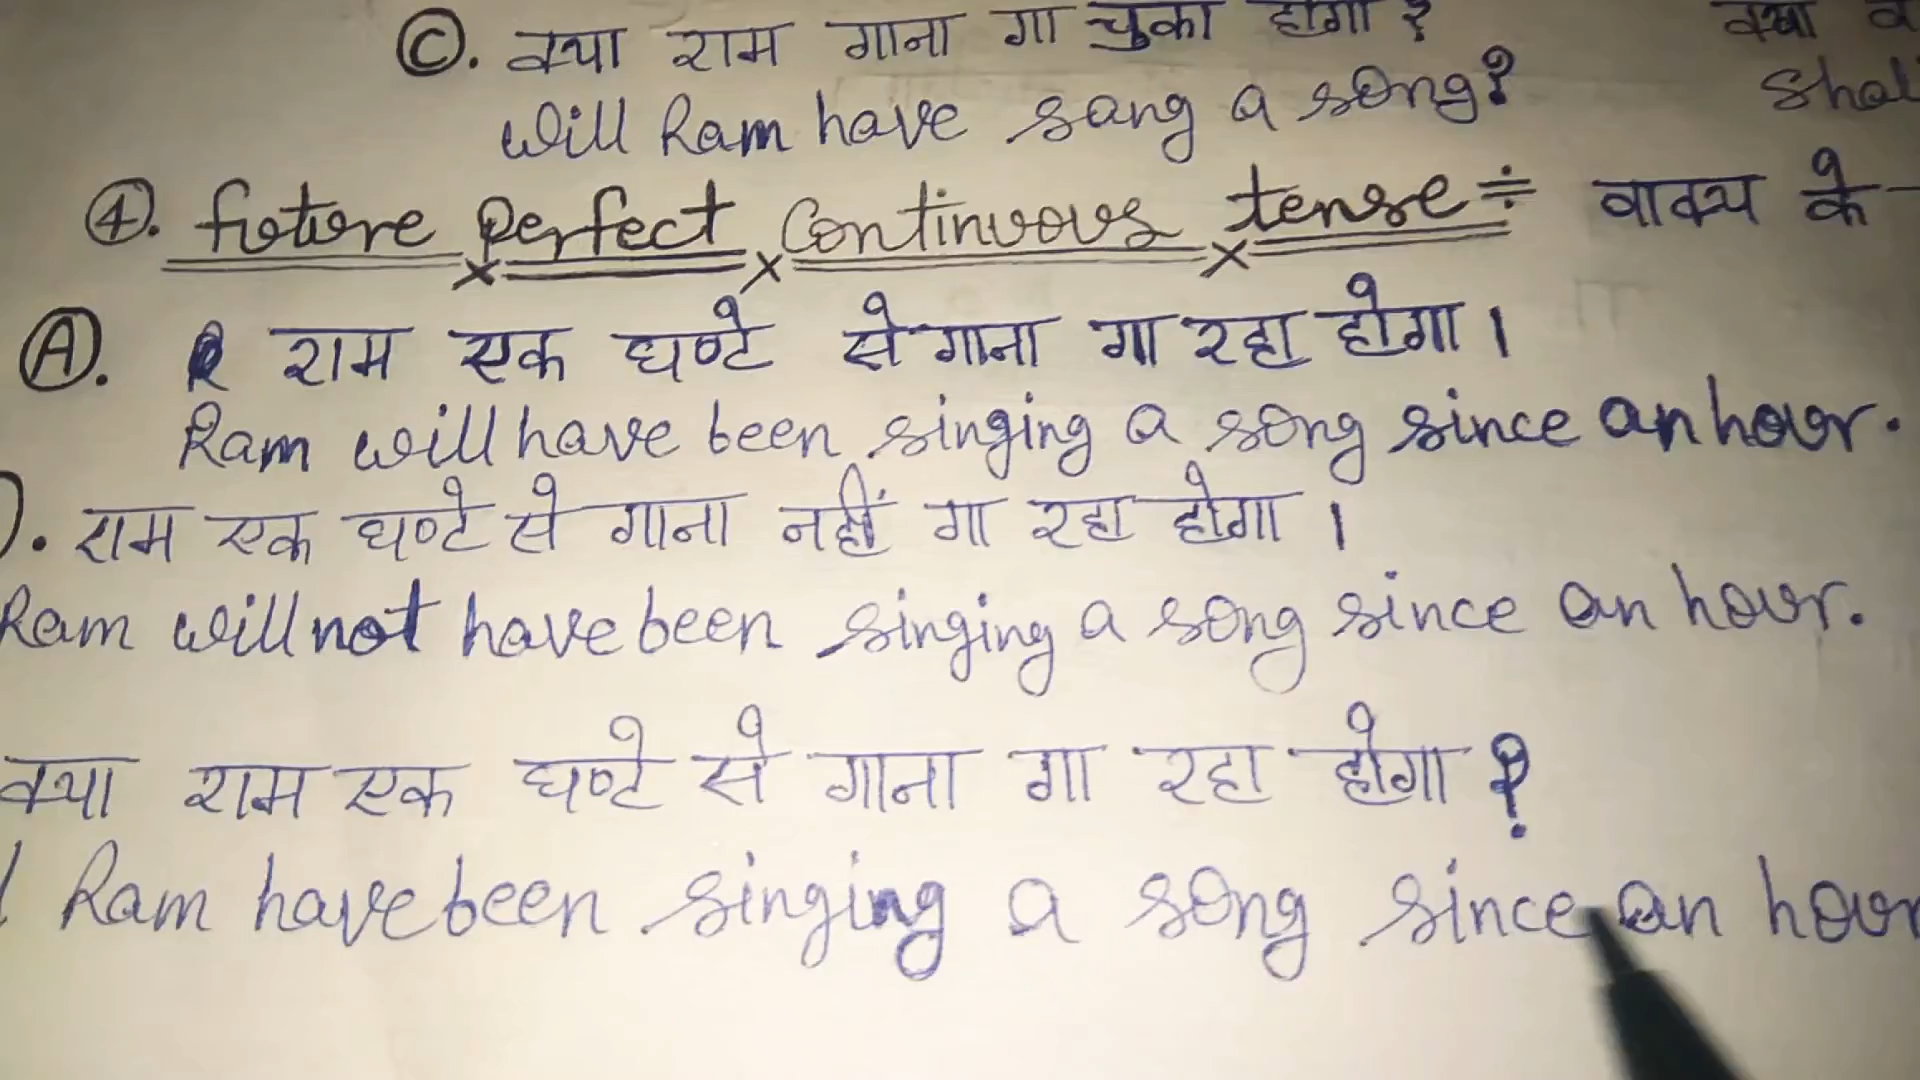 Ⓒ. क्या राम गाना गा चुका होगा ? क्या
will Ram have sang a song?
④. future perfect continuous tense ÷ वाक्य के
Ⓐ. राम एक घण्टे से गाना गा रहा होगा ।
Ram will have been singing a song since an hour.
). राम एक घण्टे से गाना नहीं गा रहा होगा ।
Ram will not have been singing a song since an hour.
क्या राम एक घण्टे से गाना गा रहा होगा ?
Ram have been singing a song since an hour